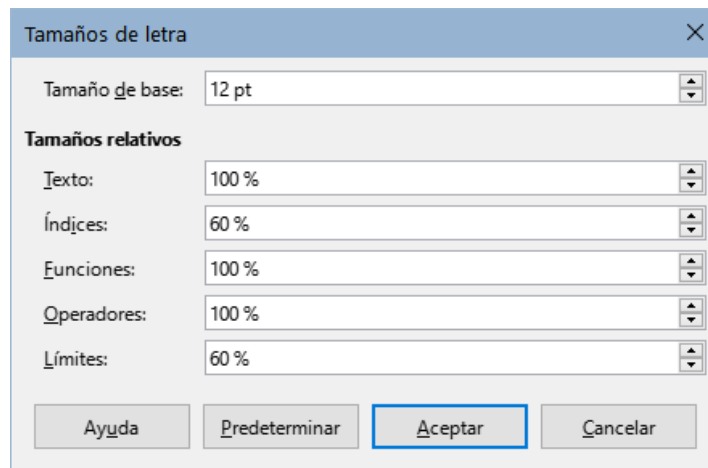 Tamaños de letra
Tamaño de base: 12 pt
Tamaños relativos
Texto: 100 %
Índices: 60 %
Funciones: 100 %
Operadores: 100 %
Límites: 60 %
Ayuda Predeterminar Aceptar Cancelar